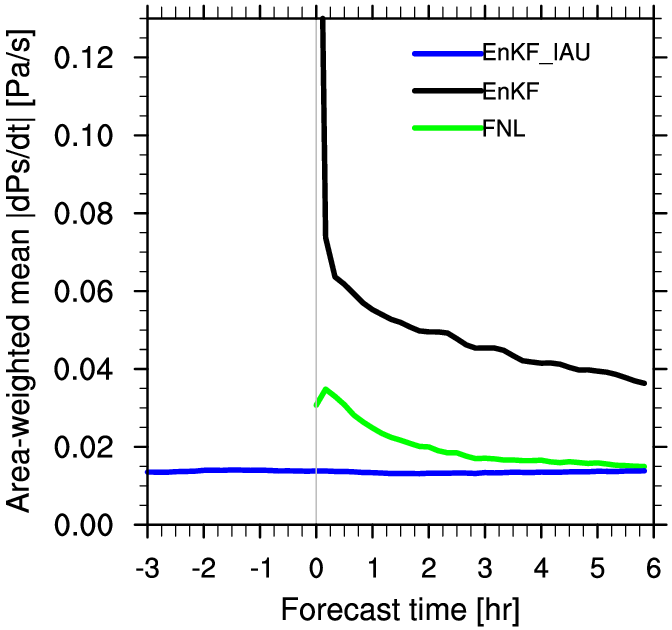 Area-weighted mean |dPs/dt| [Pa/s]
0.12
0.10
0.08
0.06
0.04
0.02
0.00
EnKF_IAU
EnKF
FNL
-3 -2 -1 0 1 2 3 4 5 6
Forecast time [hr]